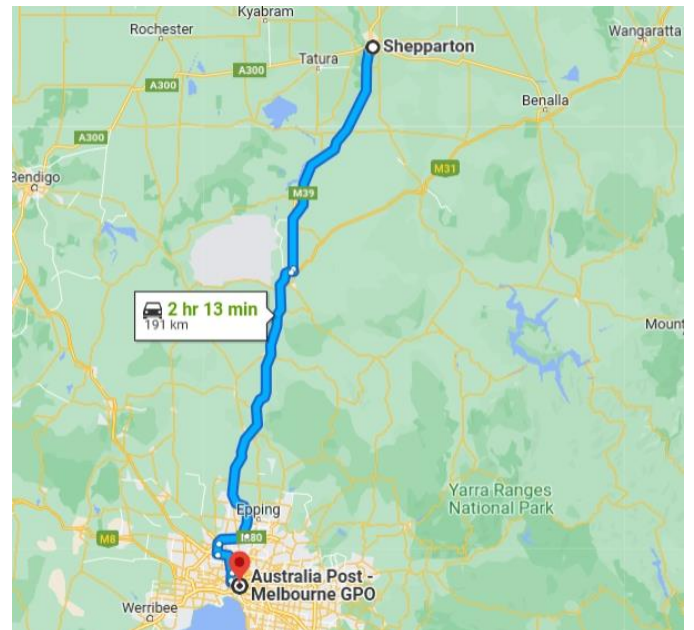 Kyabram
Rochester
Shepparton
Wangaratta
Tatura
A300
A300
Benalla
A300
Bendigo
M31
M39
2 hr 13 min
191 km
Mount
Yarra Ranges
National Park
Epping
M8
Australia Post -
Melbourne GPO
Werribee